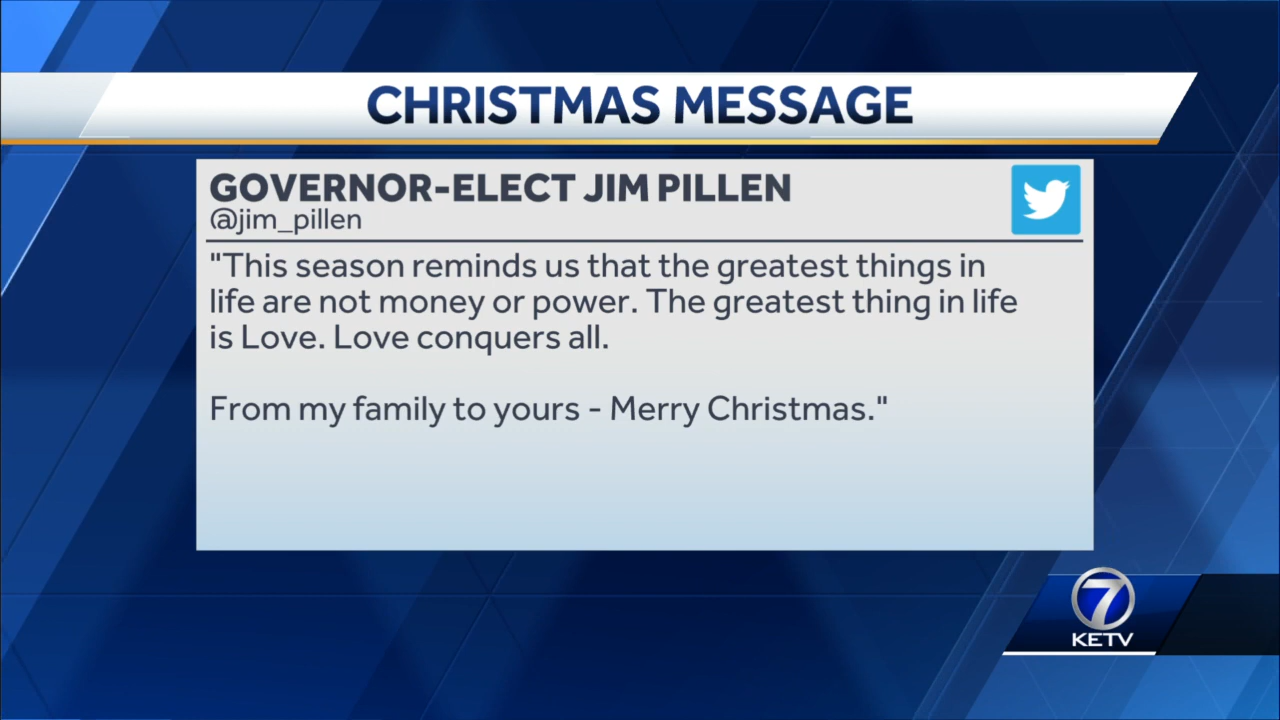 CHRISTMAS MESSAGE
GOVERNOR-ELECT JIM PILLEN
@jim_pillen
"This season reminds us that the greatest things in
life are not money or power. The greatest thing in life
is Love. Love conquers all.
From my family to yours - Merry Christmas."
7
KETV